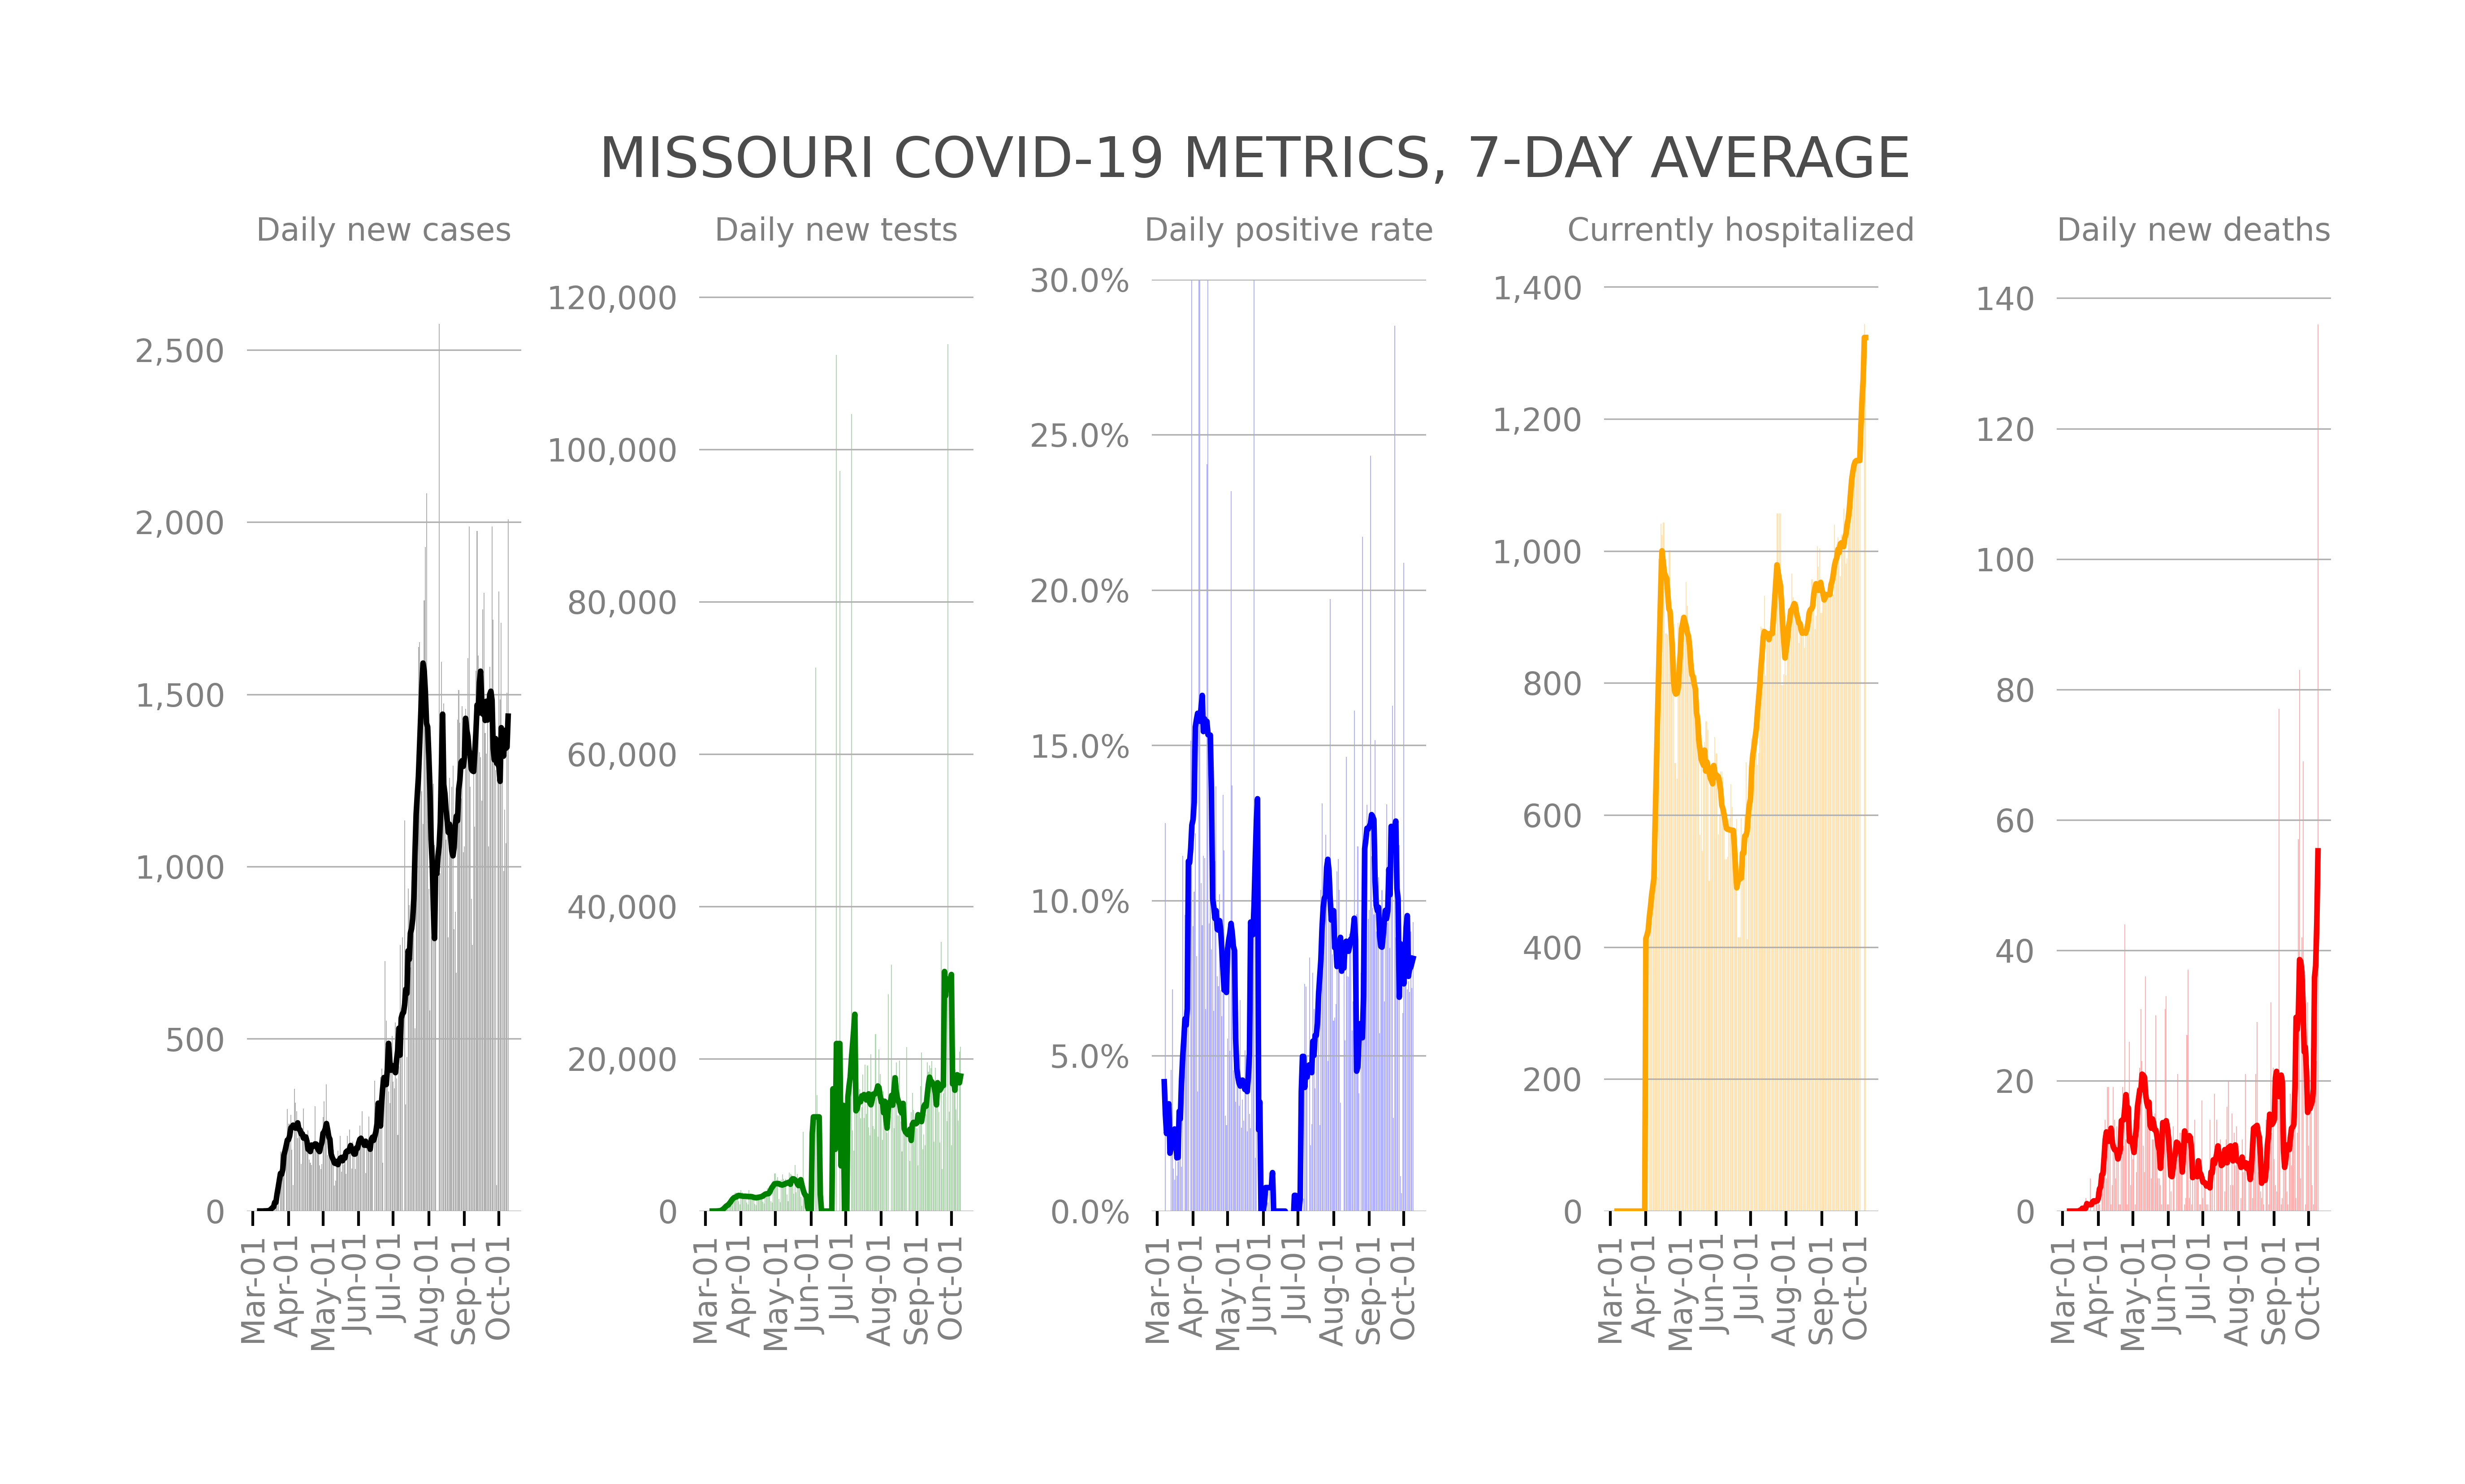 MISSOURI COVID-19 METRICS, 7-DAY AVERAGE
Daily new cases
2,500
2,000
1,500
1,000
500
0
Mar-01
Apr-01
May-01
Jun-01
Jul-01
Aug-01
Sep-01
Oct-01
Daily new tests
120,000
100,000
80,000
60,000
40,000
20,000
0
Mar-01
Apr-01
May-01
Jun-01
Jul-01
Aug-01
Sep-01
Oct-01
Daily positive rate
30.0%
25.0%
20.0%
15.0%
10.0%
5.0%
0.0%
Mar-01
Apr-01
May-01
Jun-01
Jul-01
Aug-01
Sep-01
Oct-01
Currently hospitalized
1,400
1,200
1,000
800
600
400
200
0
Mar-01
Apr-01
May-01
Jun-01
Jul-01
Aug-01
Sep-01
Oct-01
Daily new deaths
140
120
100
80
60
40
20
0
Mar-01
Apr-01
May-01
Jun-01
Jul-01
Aug-01
Sep-01
Oct-01